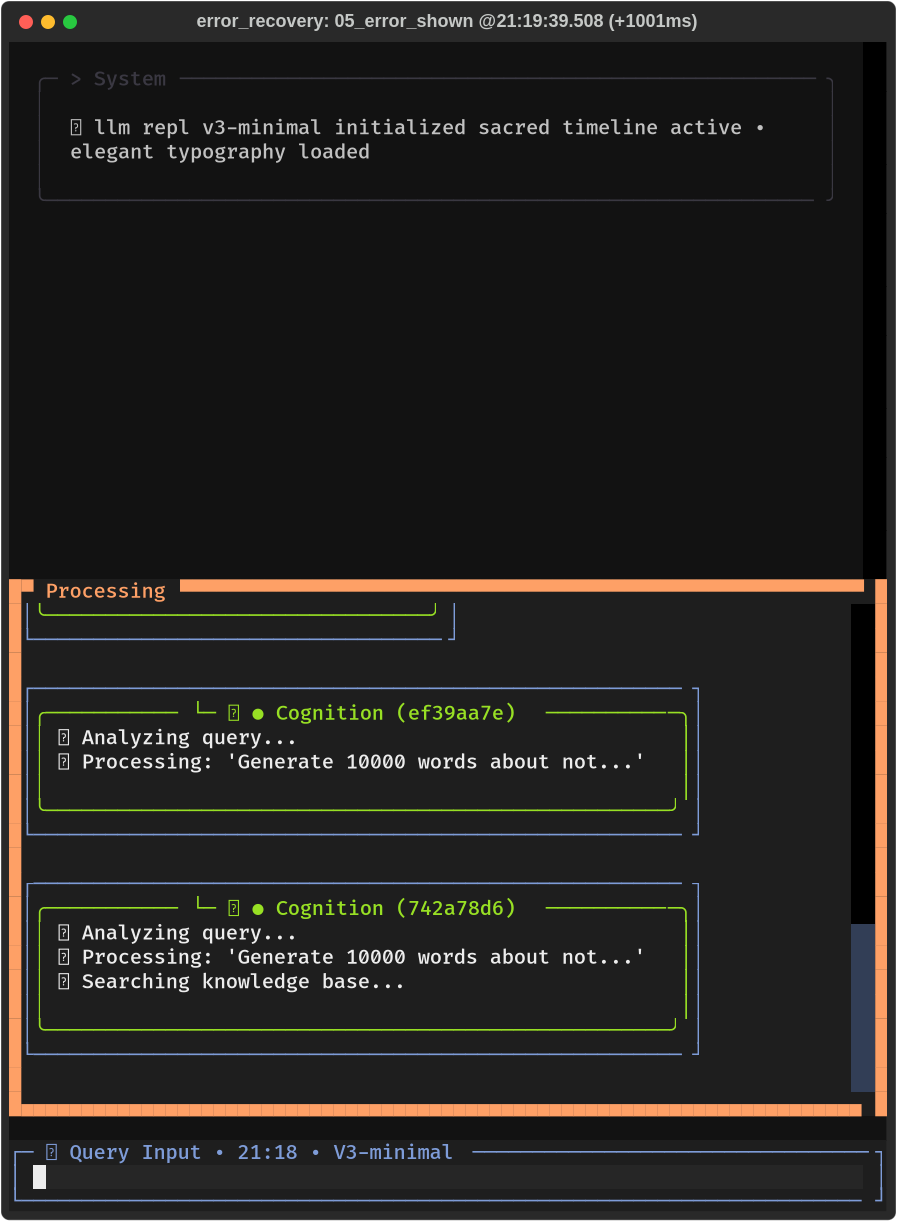 error_recovery: 05_error_shown @21:19:39.508 (+1001ms)
> System
llm repl v3-minimal initialized sacred timeline active •
elegant typography loaded
Processing
● Cognition (ef39aa7e)
Analyzing query...
Processing: 'Generate 10000 words about not...'
● Cognition (742a78d6)
Analyzing query...
Processing: 'Generate 10000 words about not...'
Searching knowledge base...
Query Input • 21:18 • V3-minimal